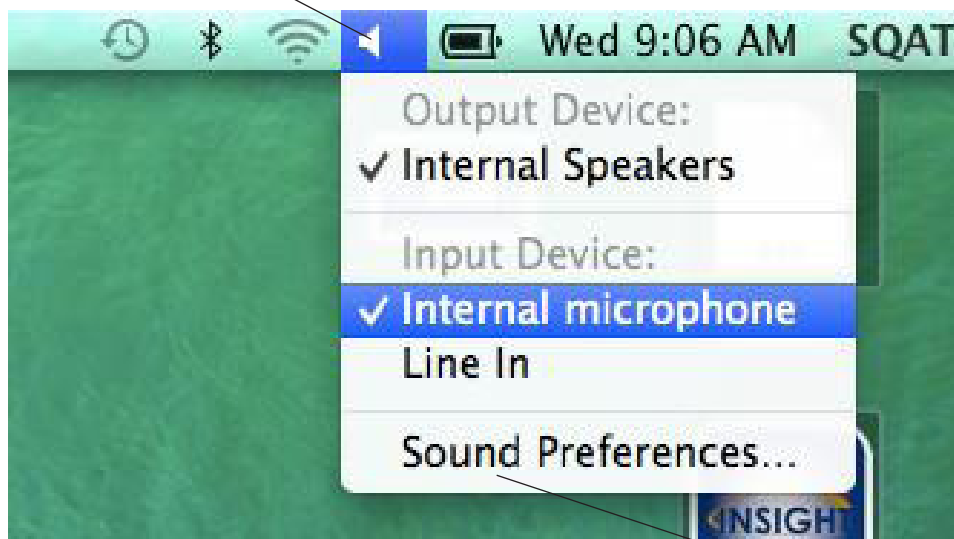 Wed 9:06 AM SQAT
Output Device:
✓ Internal Speakers
Input Device:
✓ Internal microphone
Line In
Sound Preferences...
INSIGHT